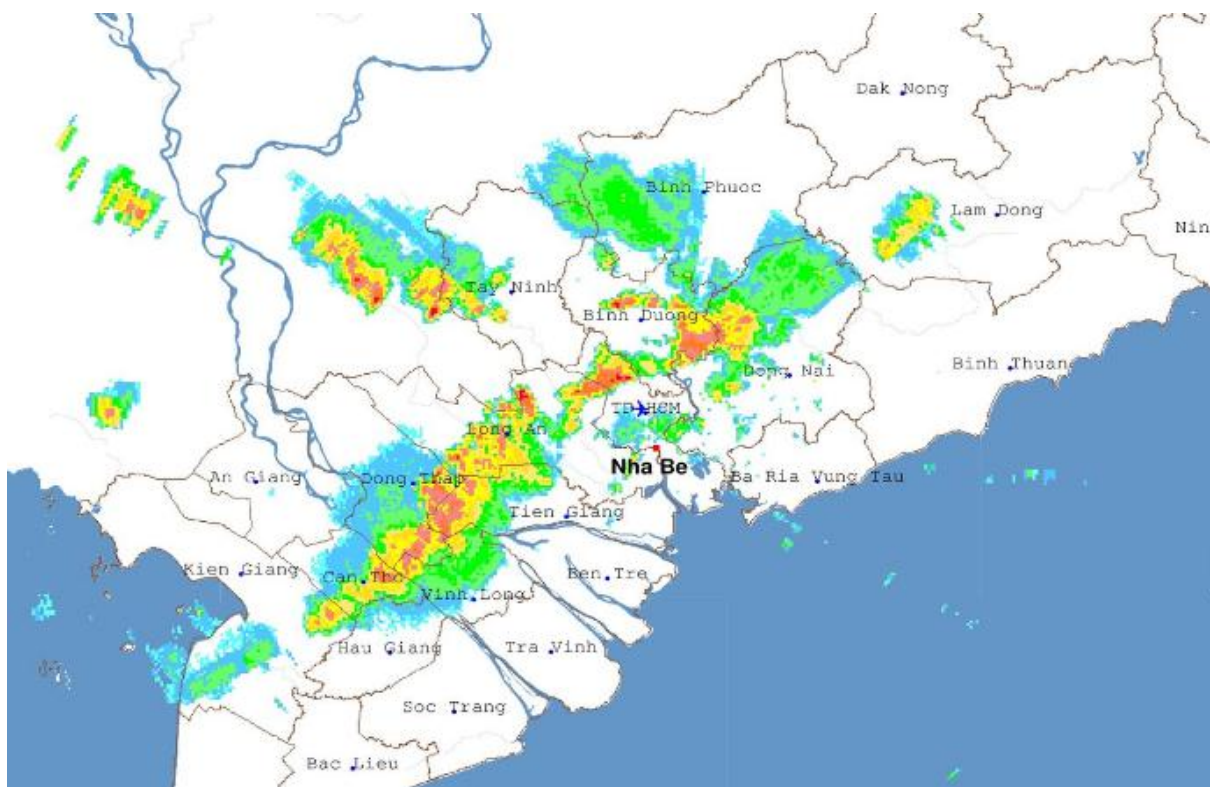 Dak Nong
Binh Phuoc
Lam Dong
Nin
Tay Ninh
Binh Duong
Dong Nai
Binh Thuan
TP HCM
Long An
Nha Be
An Giang
Dong Thap
Ba Ria Vung Tau
Tien Giang
Kien Giang
Can Tho
Ben Tre
Vinh Long
Hau Giang
Tra Vinh
Soc Trang
Bac Lieu